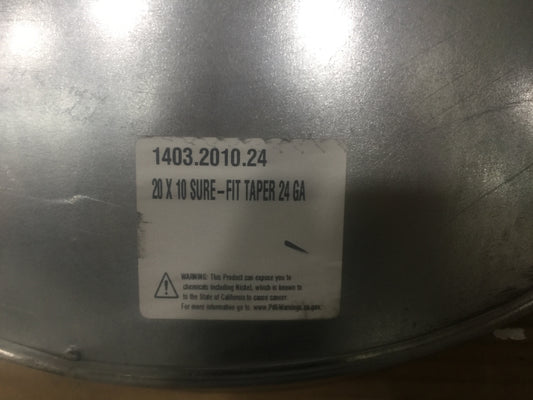 1403.2010.24
20 X 10 SURE-FIT TAPER 24 GA
WARNING: This Product can expose you to
chemicals including Nickel, which is known to
to the State of California to cause cancer.
For more information go to www.P65Warnings.ca.gov.